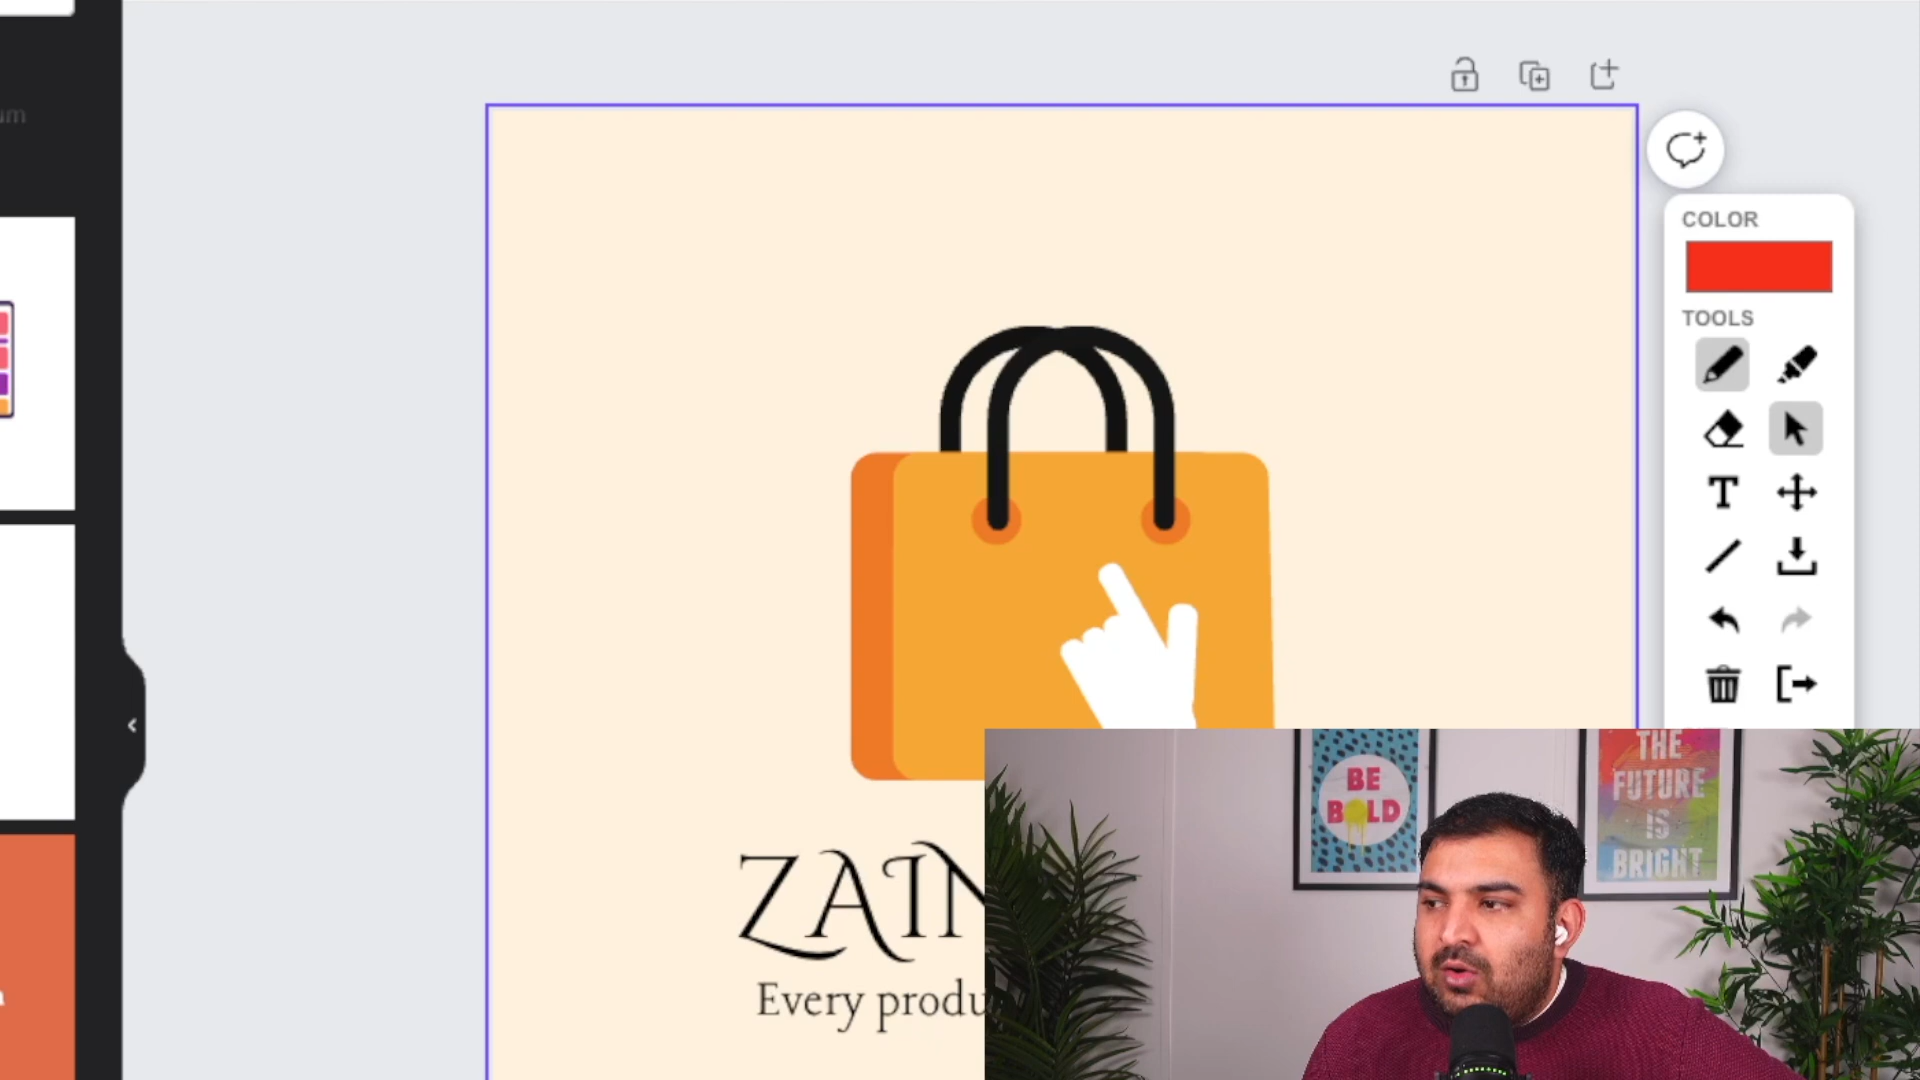 COLOR
TOOLS
T
ZAIN
Every produ
BE
BOLD
THE
FUTURE
IS
BRIGHT